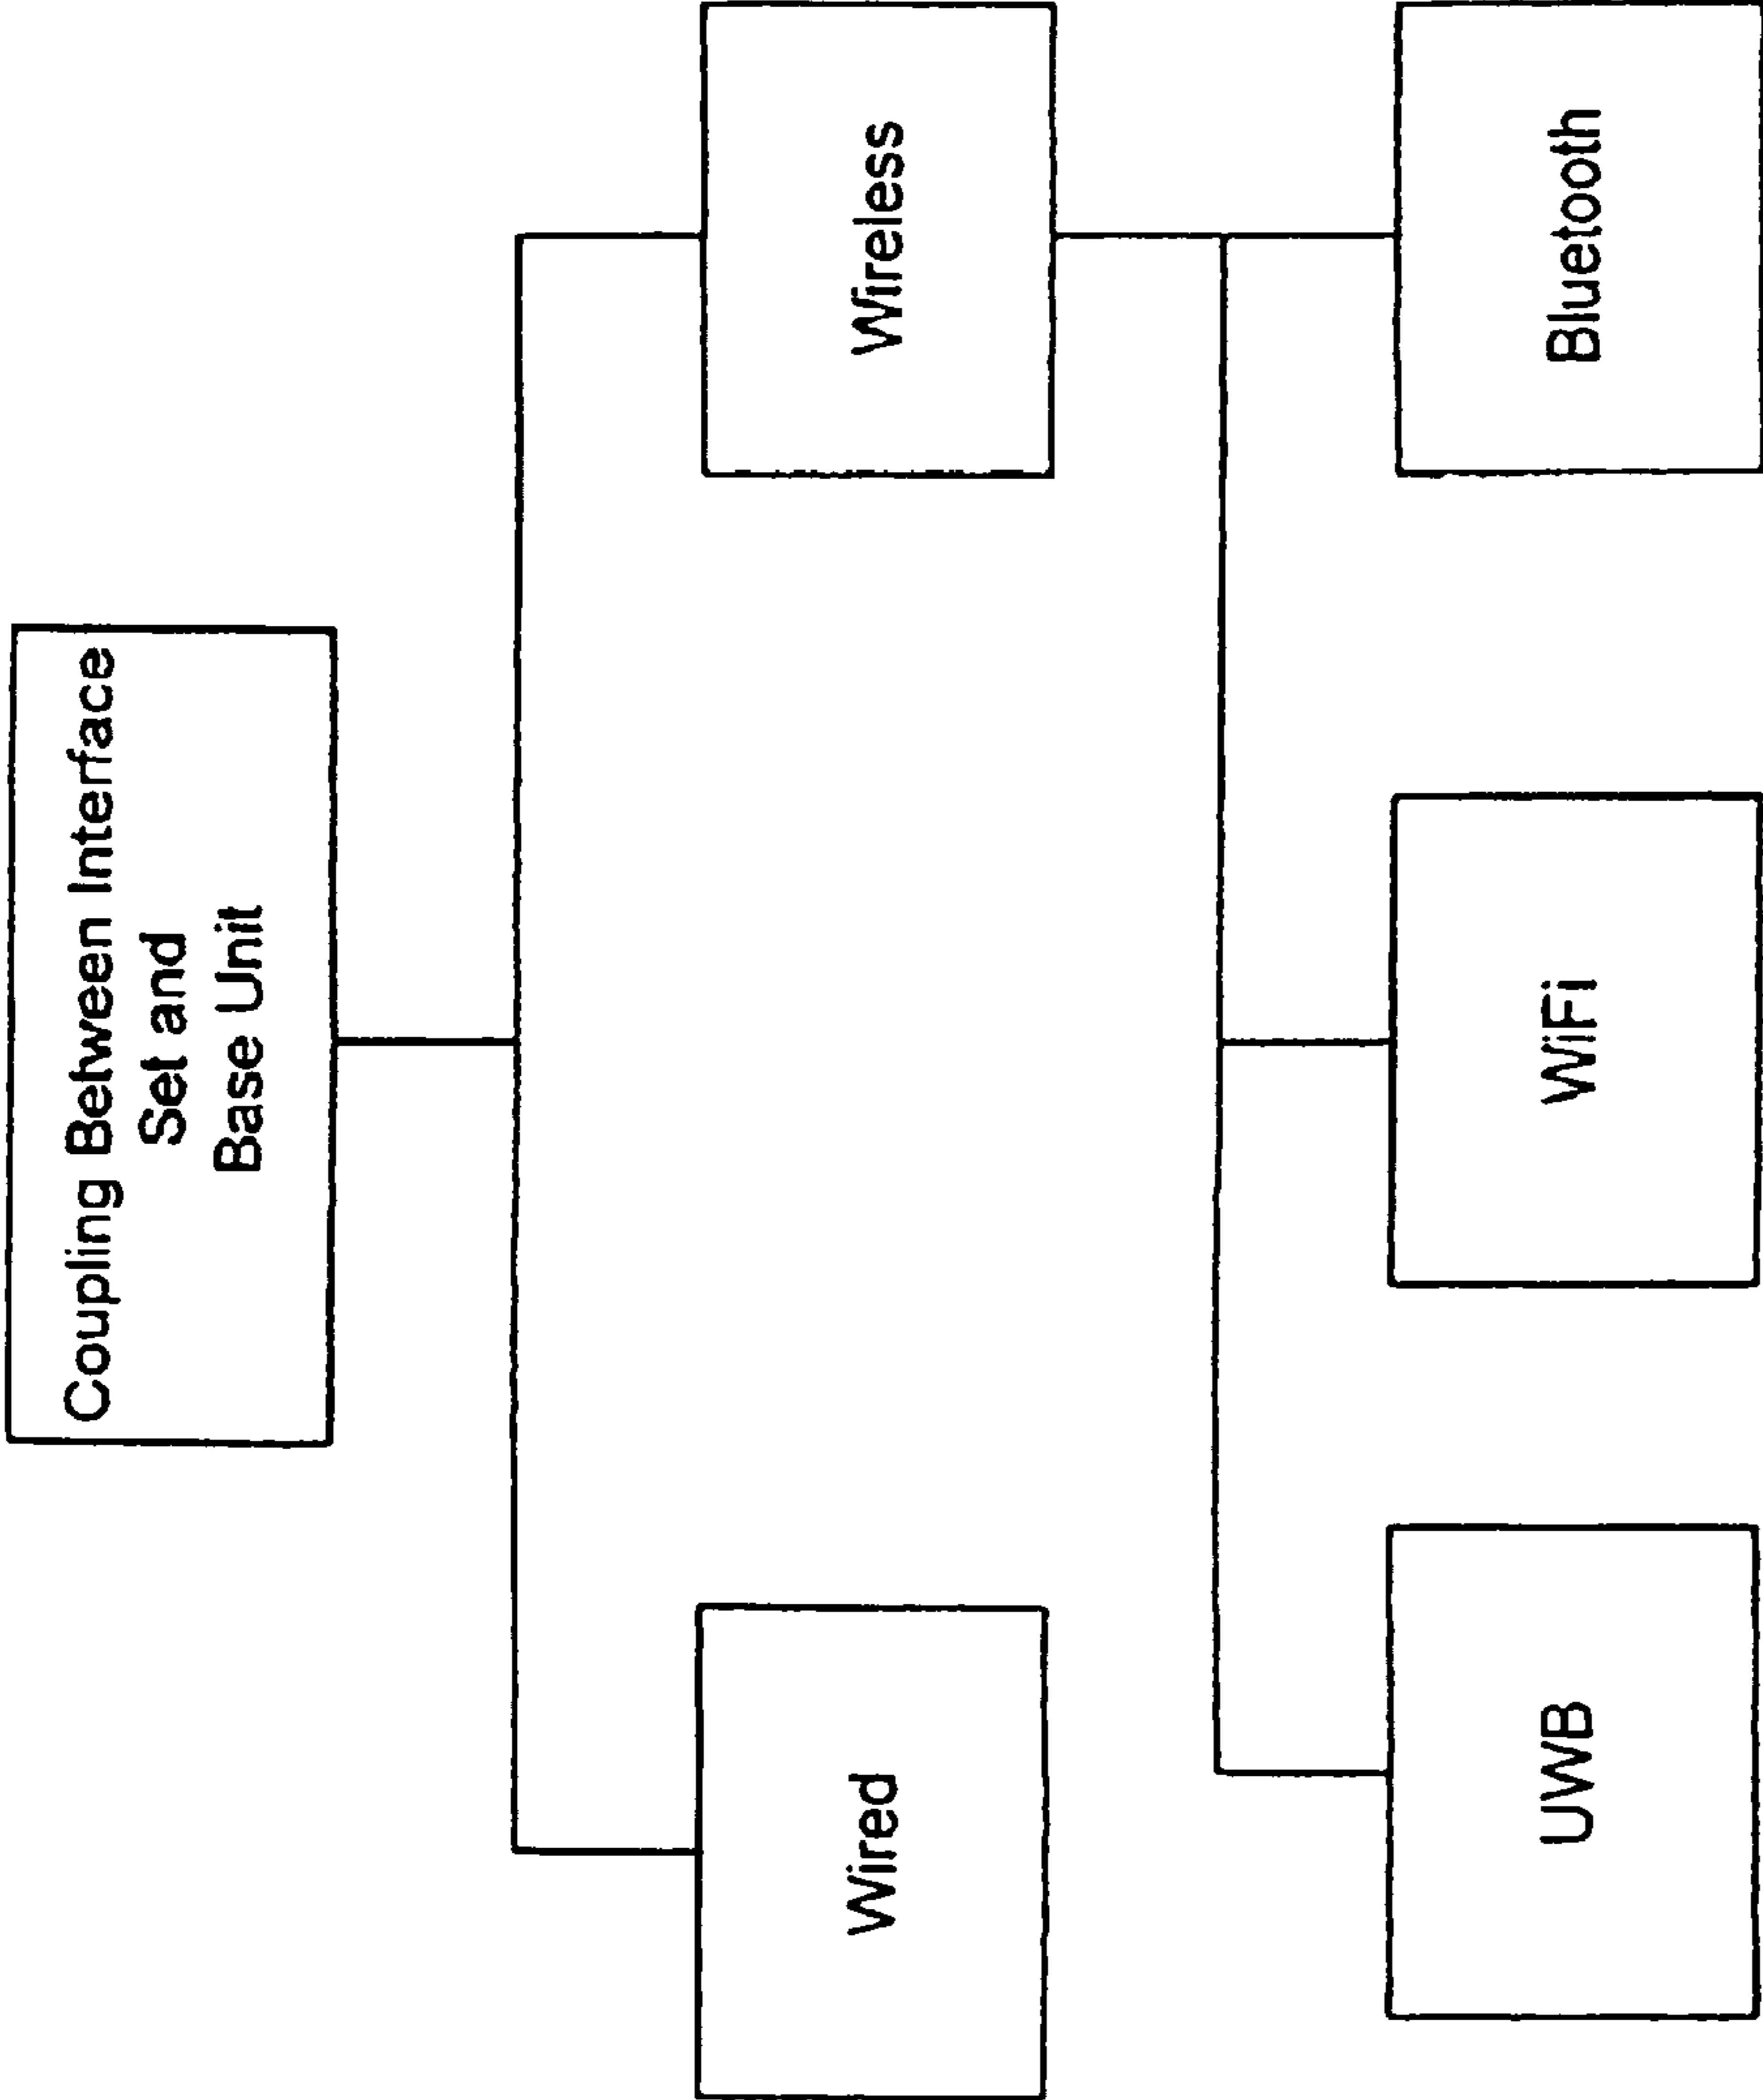 Coupling Between Interface
Set and
Base Unit
Wired
Wireless
UWB
WiFi
Bluetooth